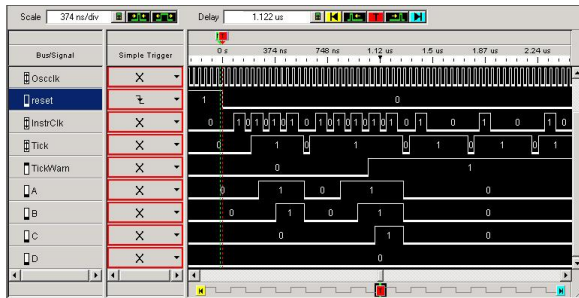 Scale 374 ns/div Delay 1.122 us T
Bus/Signal Simple Trigger 0 s 374 ns 748 ns 1.12 us 1.5 us 1.87 us 2.24 us
Oscclk X
reset 1 0
InstrClk X 0 1 0 1 0 1 0 1 0 1 0 1 0 1 0 1 0 1 0 1 0 1 0
Tick X 0 1 0 1 0 1 0 1 0 1
TickWarn X 0 1
A X 0 1 0 1 0
B X 0 1 0 1 0
C X 0 1 0
D X 0
T